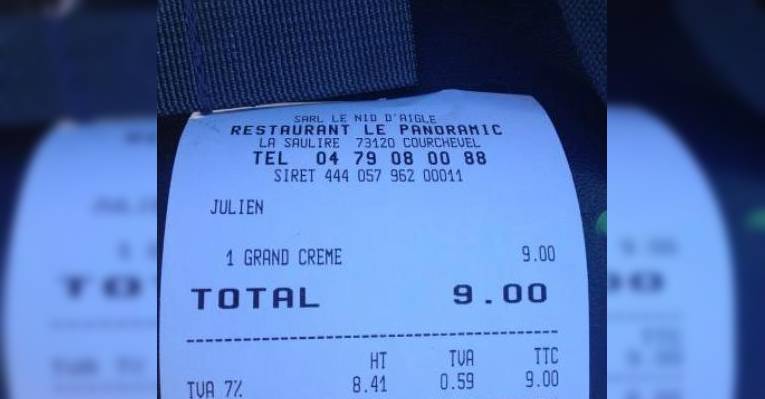 SARL LE NID D'AIGLE
RESTAURANT LE PANORAMIC
LA SAULIRE 73120 COURCHEVEL
TEL 04 79 08 00 88
SIRET 444 057 962 00011
JULIEN
1 GRAND CREME 9.00
TOTAL 9.00
HT TVA TTC
TVA 7% 8.41 0.59 9.00